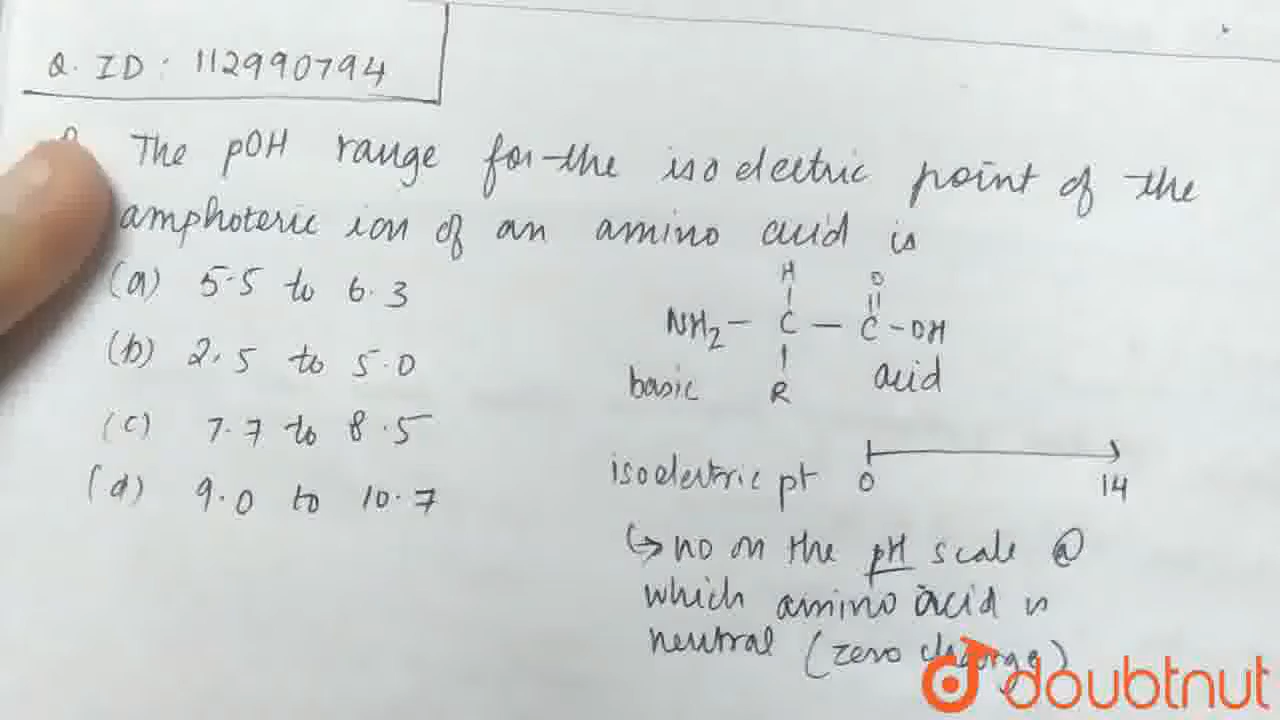 Q. ID : 112990794
The pOH range for the isoelectric point of the
amphoteric ion of an amino acid is
(a) 5.5 to 6.3
(b) 2.5 to 5.0
(c) 7.7 to 8.5
(d) 9.0 to 10.7
H O
NH2 - C - C - OH
basic R acid
isoelectric pt 0 14
↳ no on the pH scale @
which amino acid is
neutral (zero charge)
doubtnut